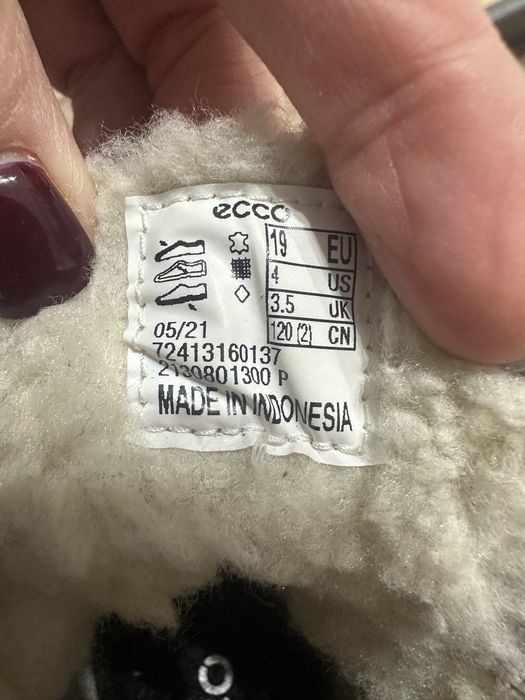 ecco
19 EU
4 US
3.5 UK
120 (2) CN
05/21
72413160137
2130801300 P
MADE IN INDONESIA